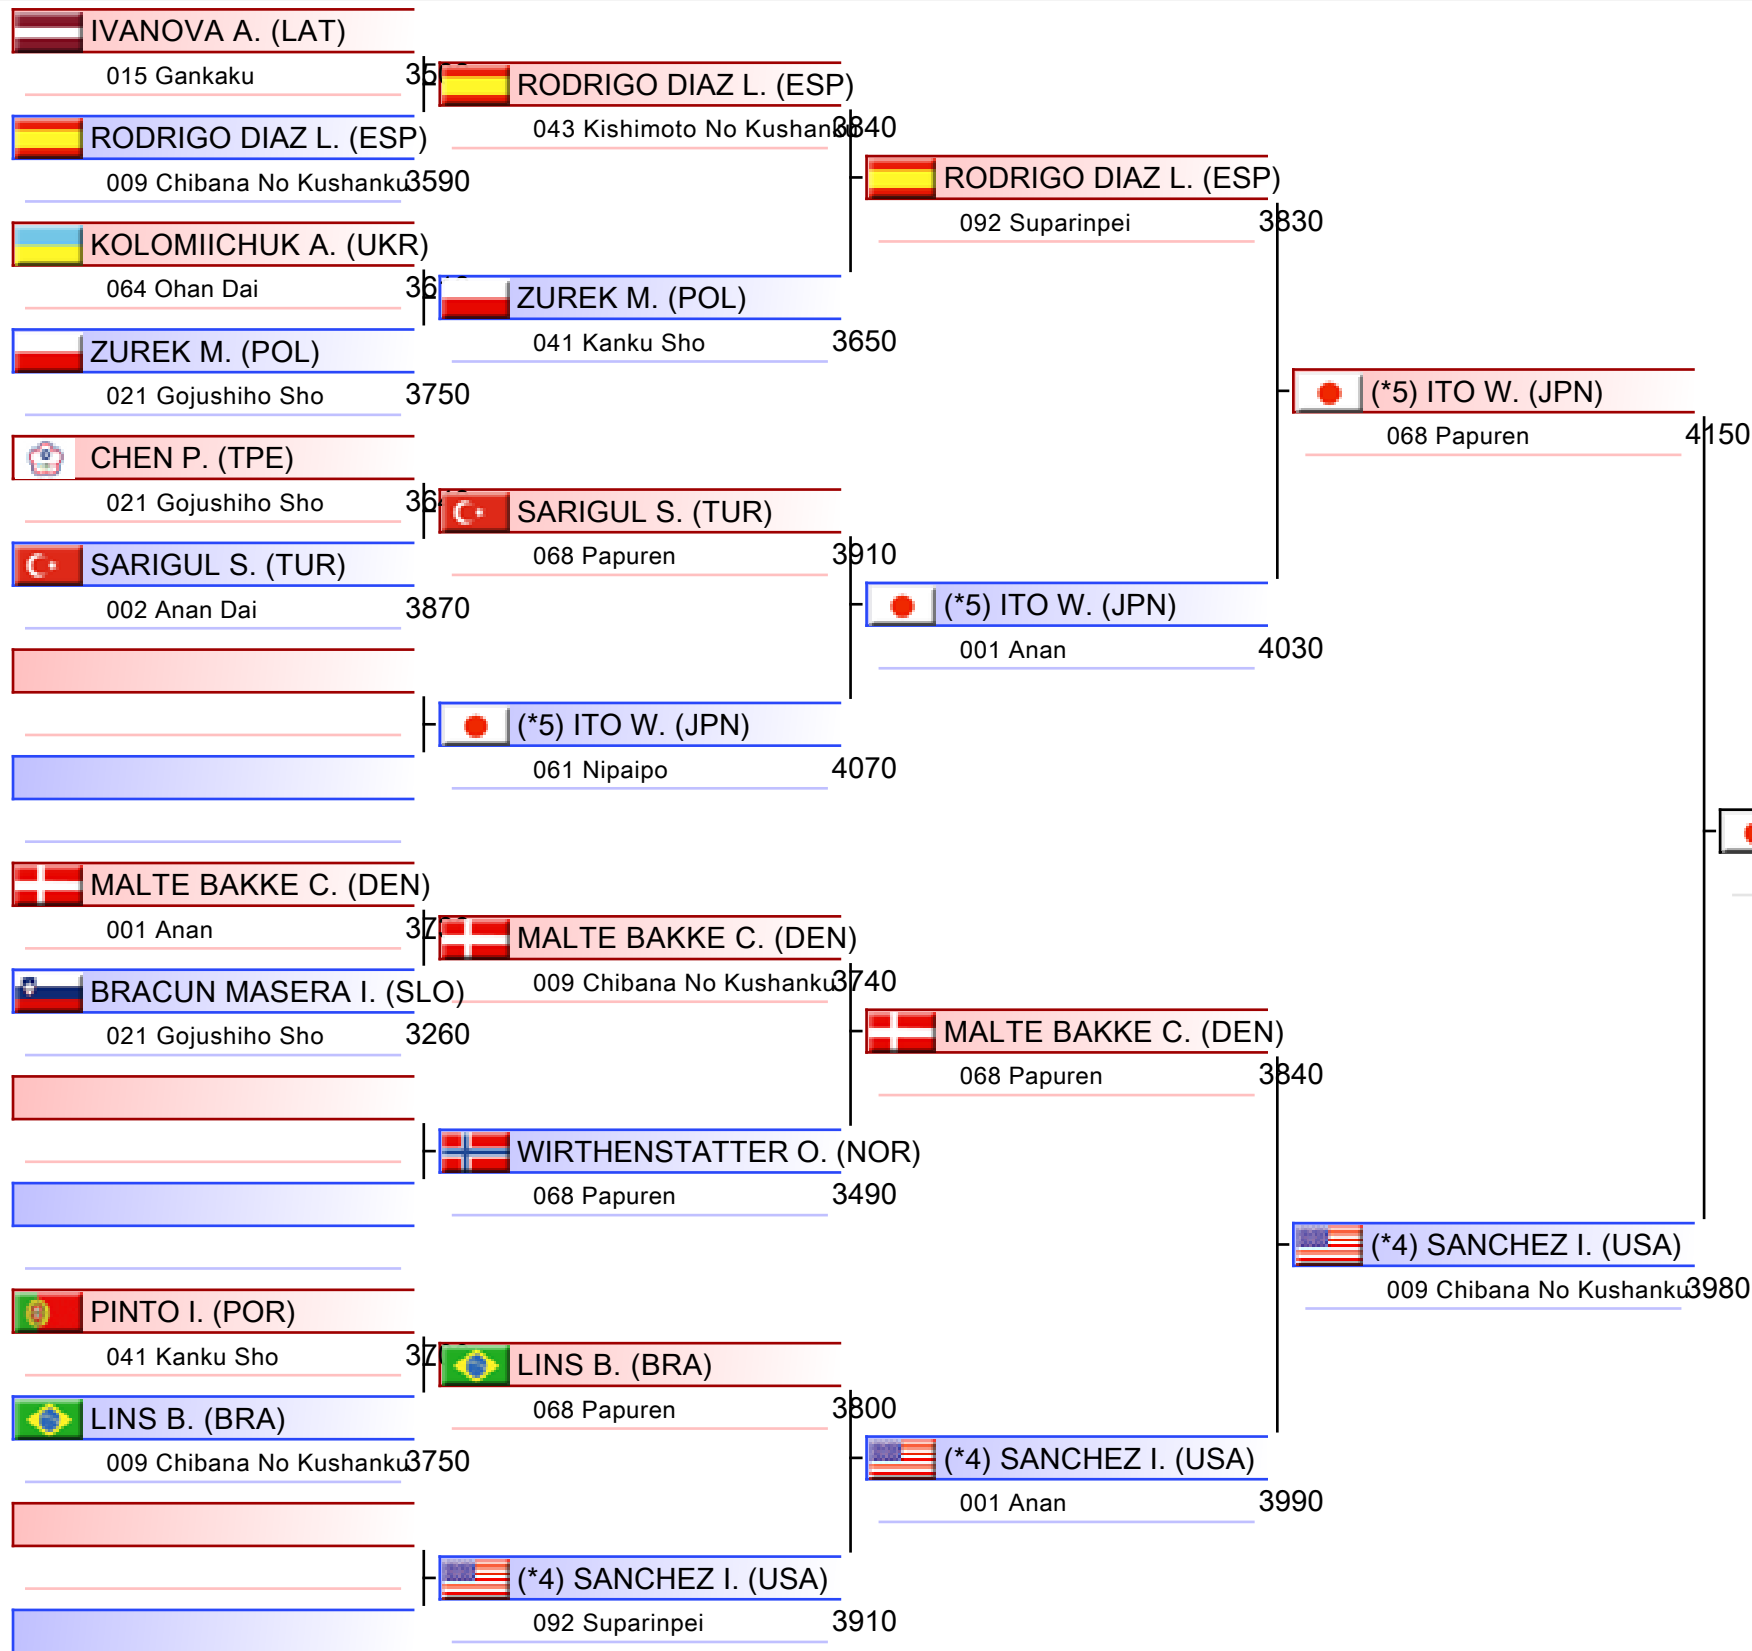 IVANOVA A. (LAT)
015 Gankaku
RODRIGO DIAZ L. (ESP)
009 Chibana No Kushanku 3590
KOLOMIICHUK A. (UKR)
064 Ohan Dai
ZUREK M. (POL)
021 Gojushiho Sho 3750
CHEN P. (TPE)
021 Gojushiho Sho
SARIGUL S. (TUR)
002 Anan Dai 3870
MALTE BAKKE C. (DEN)
001 Anan
BRACUN MASERA I. (SLO)
021 Gojushiho Sho 3260
PINTO I. (POR)
041 Kanku Sho
LINS B. (BRA)
009 Chibana No Kushanku 3750
RODRIGO DIAZ L. (ESP)
043 Kishimoto No Kushanku 3840
ZUREK M. (POL)
041 Kanku Sho 3650
SARIGUL S. (TUR)
068 Papuren 3910
(*5) ITO W. (JPN)
061 Nipaipo 4070
MALTE BAKKE C. (DEN)
009 Chibana No Kushanku 3740
WIRTHENSTATTER O. (NOR)
068 Papuren 3490
LINS B. (BRA)
068 Papuren 3800
(*4) SANCHEZ I. (USA)
092 Suparinpei 3910
RODRIGO DIAZ L. (ESP)
092 Suparinpei 3830
(*5) ITO W. (JPN)
001 Anan 4030
MALTE BAKKE C. (DEN)
068 Papuren 3840
(*4) SANCHEZ I. (USA)
001 Anan 3990
(*5) ITO W. (JPN)
068 Papuren 4150
(*4) SANCHEZ I. (USA)
009 Chibana No Kushanku 3980